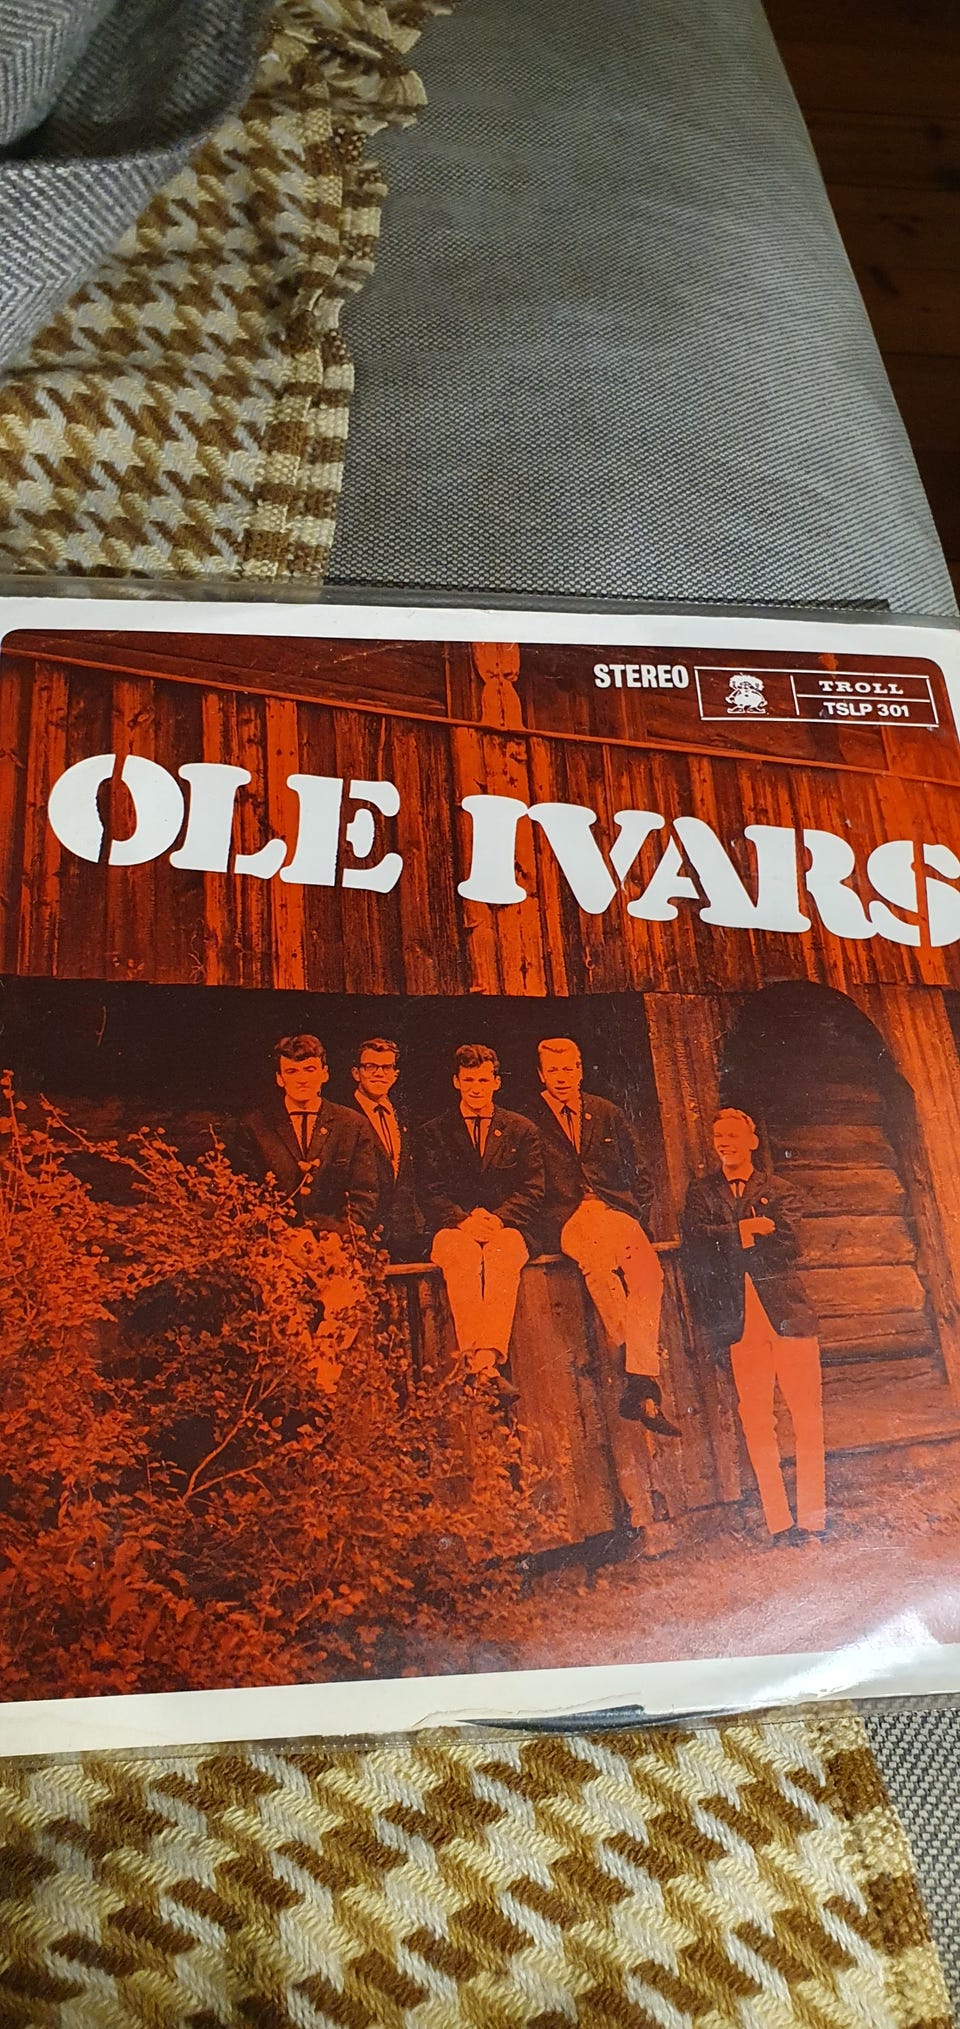 STEREO
TROLL
TSLP 301
OLE IVARS